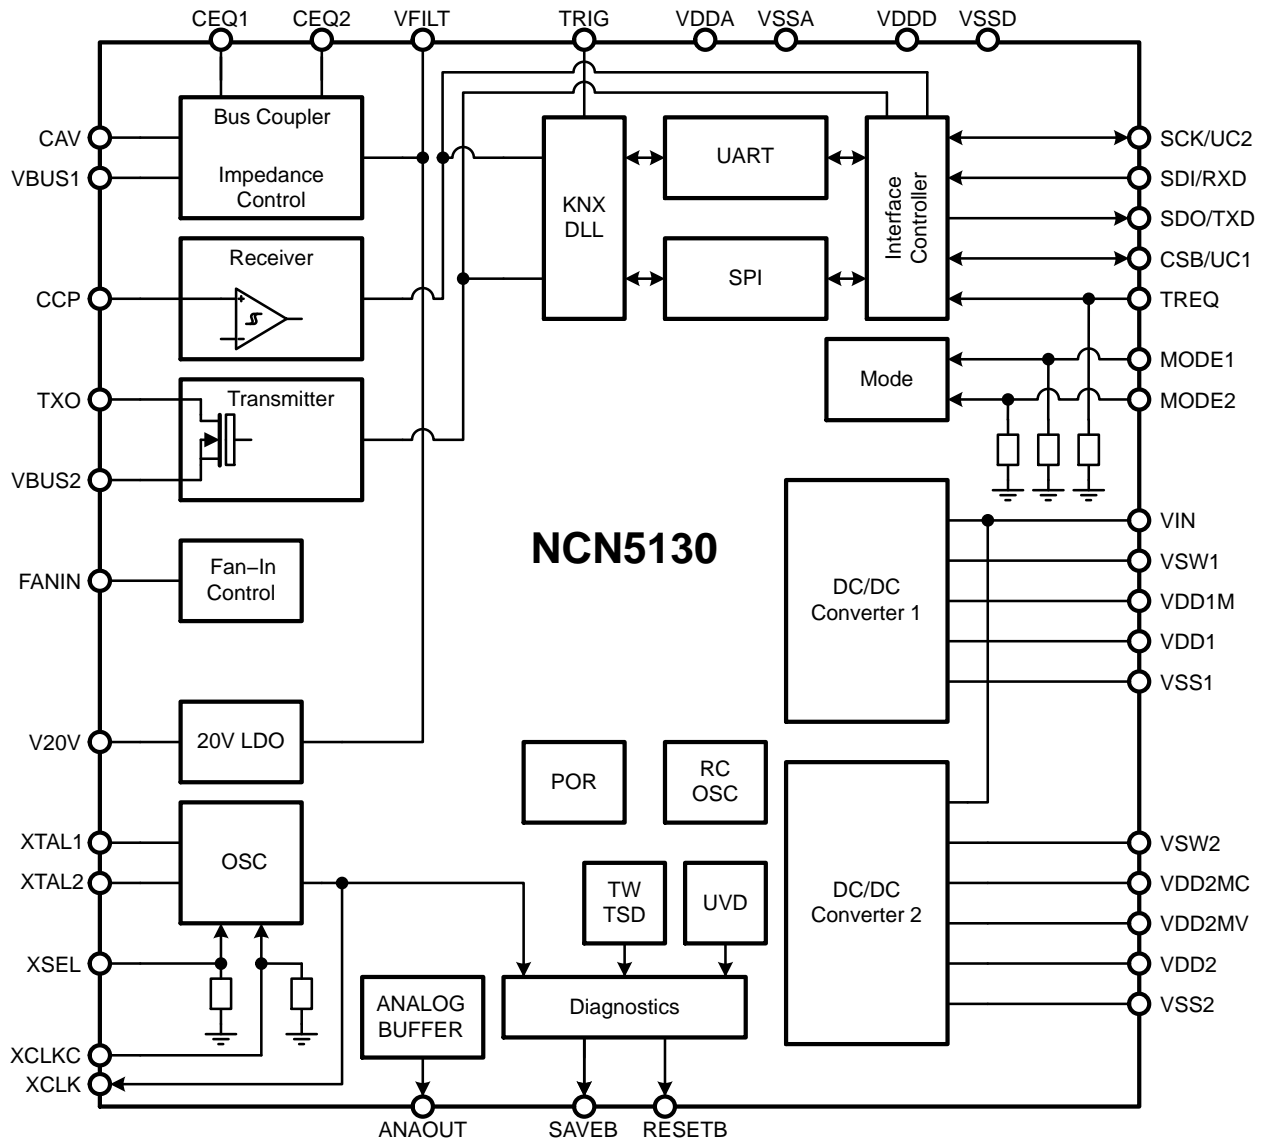 CEQ1 CEQ2 VFILT TRIG VDDA VSSA VDDD VSSD
Bus Coupler
Impedance
Control
CAV
VBUS1
Receiver
CCP
Transmitter
TXO
VBUS2
Fan–In
Control
FANIN
20V LDO
V20V
OSC
XTAL1
XTAL2
XSEL
XCLKC
XCLK
KNX
DLL
UART
SPI
Interface
Controller
SCK/UC2
SDI/RXD
SDO/TXD
CSB/UC1
TREQ
Mode
MODE1
MODE2
NCN5130
DC/DC
Converter 1
VIN
VSW1
VDD1M
VDD1
VSS1
POR
RC
OSC
TW
TSD
UVD
DC/DC
Converter 2
VSW2
VDD2MC
VDD2MV
VDD2
VSS2
ANALOG
BUFFER
Diagnostics
ANAOUT SAVEB RESETB